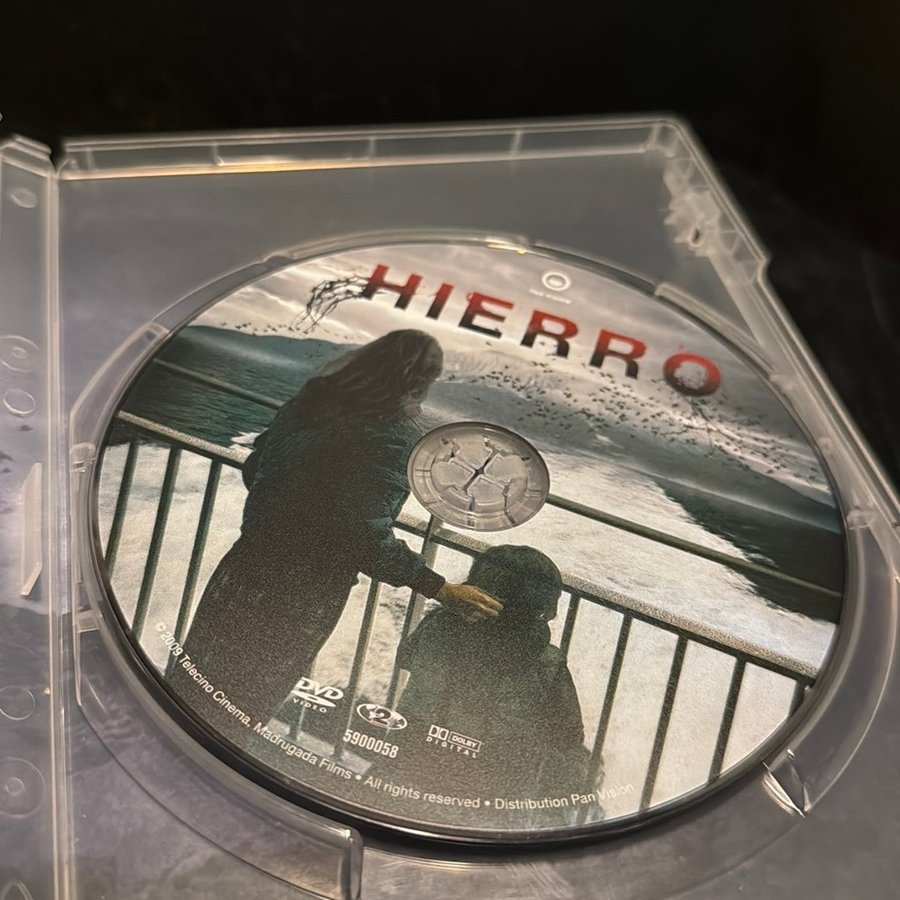 HIERRO
© 2009 Telecino Cinema, Madrugada Films • All rights reserved • Distribution Pan Vision
DVD
VIDEO
2
5900058
DOLBY
DIGITAL